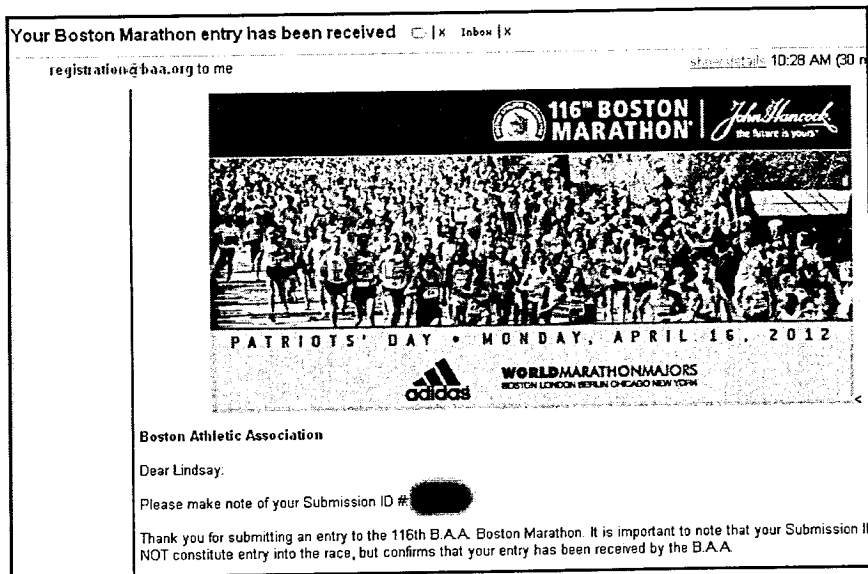 Your Boston Marathon entry has been received | x Inbox | x
registration@baa.org to me show details 10:28 AM (30
116TH BOSTON MARATHON
John Hancock
the future is yours
PATRIOTS' DAY • MONDAY, APRIL 16, 2012
adidas
WORLDMARATHONMAJORS
BOSTON LONDON BERLIN CHICAGO NEW YORK
Boston Athletic Association
Dear Lindsay:
Please make note of your Submission ID #:
Thank you for submitting an entry to the 116th B.A.A. Boston Marathon. It is important to note that your Submission
NOT constitute entry into the race, but confirms that your entry has been received by the B.A.A.